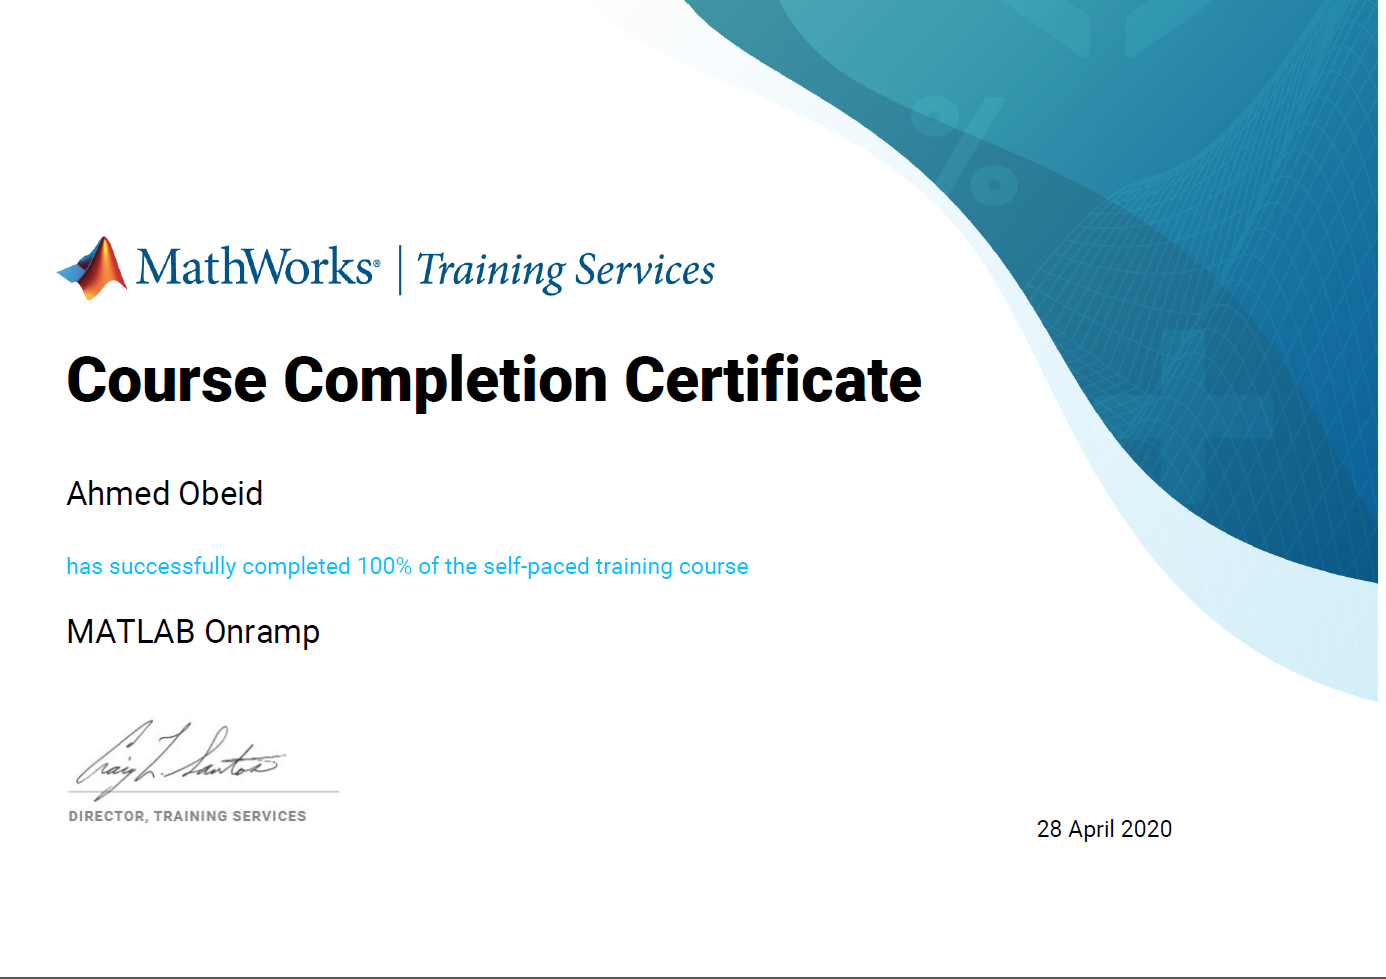 MathWorks® | Training Services
Course Completion Certificate
Ahmed Obeid
has successfully completed 100% of the self-paced training course
MATLAB Onramp
Craig L. Santos
DIRECTOR, TRAINING SERVICES
28 April 2020